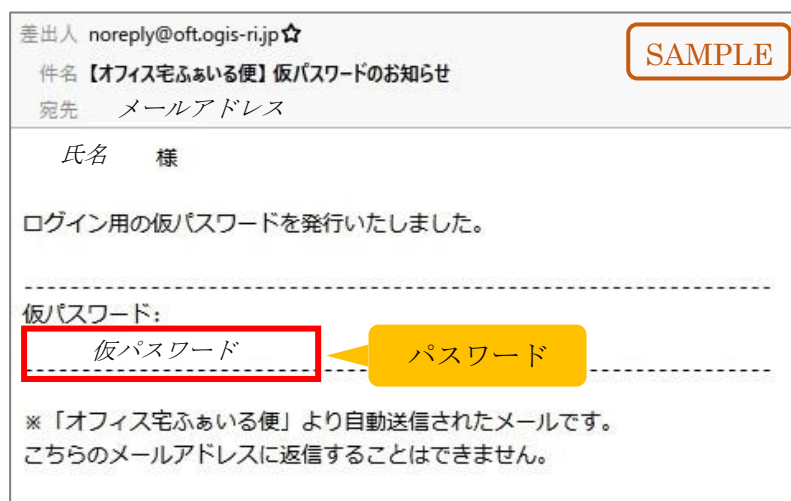 差出人 noreply@oft.ogis-ri.jp☆
SAMPLE
件名 【オフィス宅ふぁいる便】仮パスワードのお知らせ
宛先 メールアドレス
氏名 様
ログイン用の仮パスワードを発行いたしました。
--------------------------------------------------------------
仮パスワード:
仮パスワード
パスワード
--------------------------------------------------------------
※「オフィス宅ふぁいる便」より自動送信されたメールです。
こちらのメールアドレスに返信することはできません。